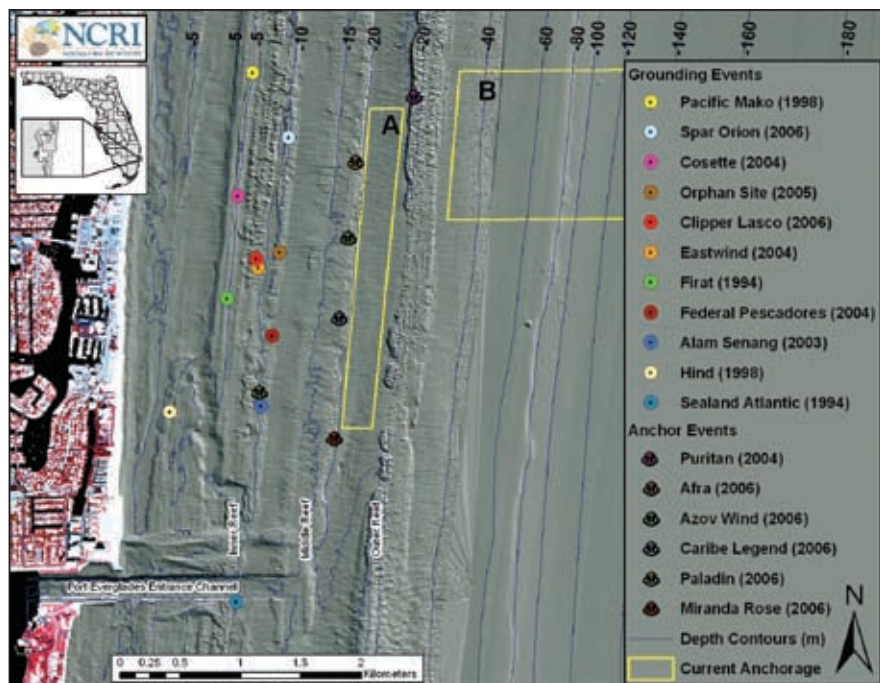 NCRI
-5
-5
-5
-10
-15
-20
-20
-40
-60
-80
-100
-120
-140
-160
-180
A
B
Grounding Events
Pacific Mako (1998)
Spar Orion (2006)
Cosette (2004)
Orphan Site (2005)
Clipper Lasco (2006)
Eastwind (2004)
Firat (1994)
Federal Pescadores (2004)
Alam Senang (2003)
Hind (1998)
Sealand Atlantic (1994)
Anchor Events
Puritan (2004)
Afra (2006)
Azov Wind (2006)
Caribe Legend (2006)
Paladin (2006)
Miranda Rose (2006)
Depth Contours (m)
Current Anchorage
N
Inner Reef
Middle Reef
Outer Reef
Port Everglades Entrance Channel
0 0.25 0.5 1 1.5 2
Kilometers